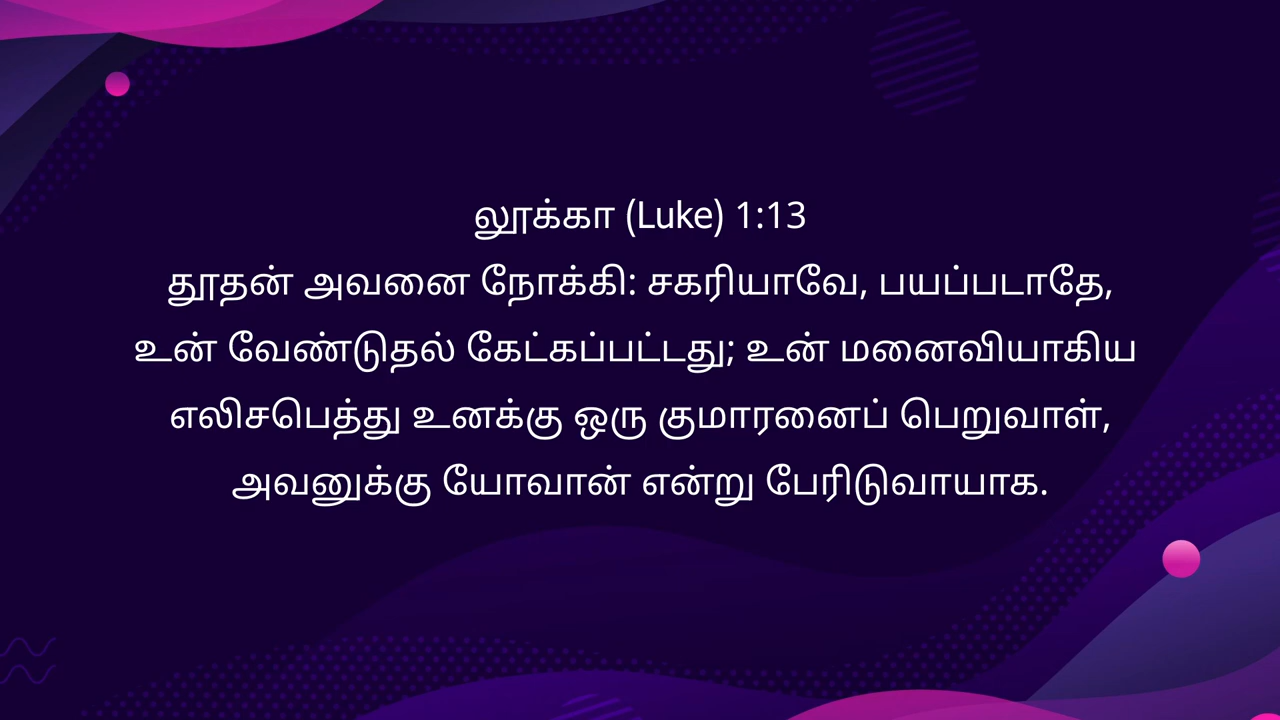 லூக்கா (Luke) 1:13
தூதன் அவனை நோக்கி: சகரியாவே, பயப்படாதே,
உன் வேண்டுதல் கேட்கப்பட்டது; உன் மனைவியாகிய
எலிசபெத்து உனக்கு ஒரு குமாரனைப் பெறுவாள்,
அவனுக்கு யோவான் என்று பேரிடுவாயாக.